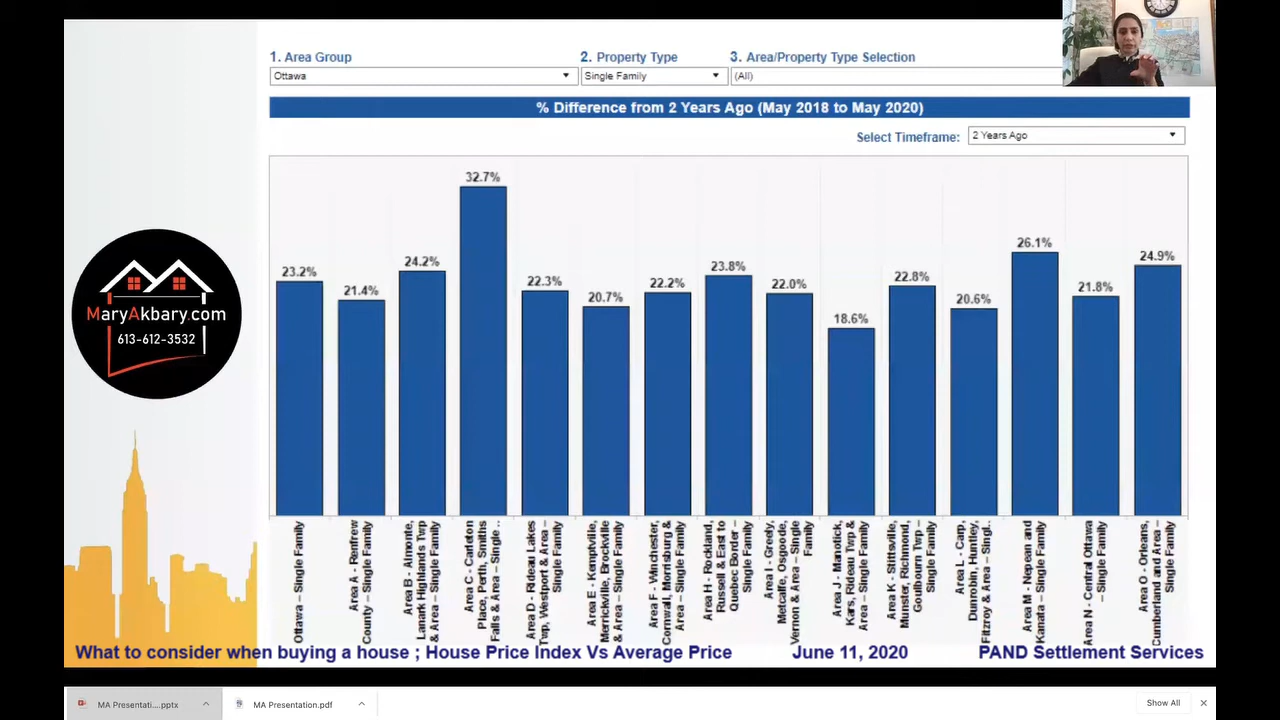 1. Area Group
2. Property Type
3. Area/Property Type Selection
Ottawa
Single Family
(All)
% Difference from 2 Years Ago (May 2018 to May 2020)
Select Timeframe:
2 Years Ago
23.2%
21.4%
24.2%
32.7%
22.3%
20.7%
22.2%
23.8%
22.0%
18.6%
22.8%
20.6%
26.1%
21.8%
24.9%
Ottawa – Single Family
Area A - Renfrew
County – Single Family
Area B - Almonte,
Lanark Highlands Twp
& Area – Single Family
Area C - Carleton
Place, Perth, Smiths
Falls & Area – Single ..
Area D - Rideau Lakes
Twp, Westport & Area –
Single Family
Area E - Kemptville,
Merrickville, Brockville
& Area – Single Family
Area F - Winchester,
Cornwall, Morrisburg &
Area – Single Family
Area H - Rockland,
Russell & East to
Quebec Border –
Single Family
Area I - Greely,
Metcalfe, Osgoode,
Vernon & Area – Single
Family
Area J - Manotick,
Kars, Rideau Twp &
Area – Single Family
Area K - Stittsville,
Munster, Richmond,
Goulbourn Twp –
Single Family
Area L - Carp,
Dunrobin, Huntley,
Fitzroy & Area – Singl..
Area M - Nepean and
Kanata – Single Family
Area N - Central Ottawa
– Single Family
Area O - Orleans,
Cumberland and Area –
Single Family
MaryAkbary.com
613-612-3532
What to consider when buying a house ; House Price Index Vs Average Price
June 11, 2020
PAND Settlement Services
MA Presentati....pptx
MA Presentation.pdf
Show All